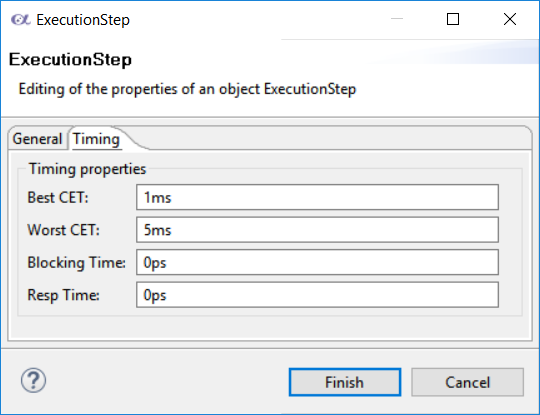 ExecutionStep
ExecutionStep
Editing of the properties of an object ExecutionStep
General Timing
Timing properties
Best CET: 1ms
Worst CET: 5ms
Blocking Time: 0ps
Resp Time: 0ps
? Finish Cancel